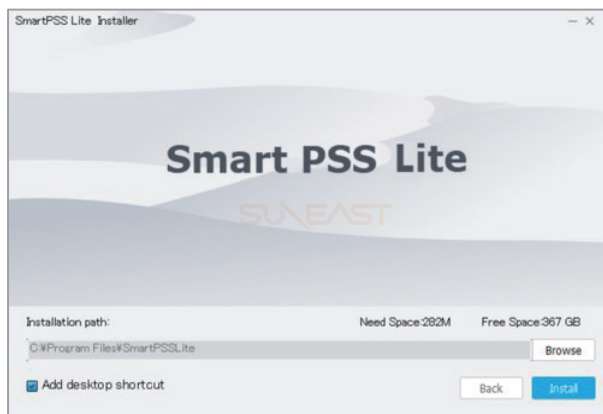 SmartPSS Lite Installer
Smart PSS Lite
SUNEAST
Installation path: Need Space:282M Free Space:367 GB
C:¥Program Files¥SmartPSSLite Browse
Add desktop shortcut Back Install